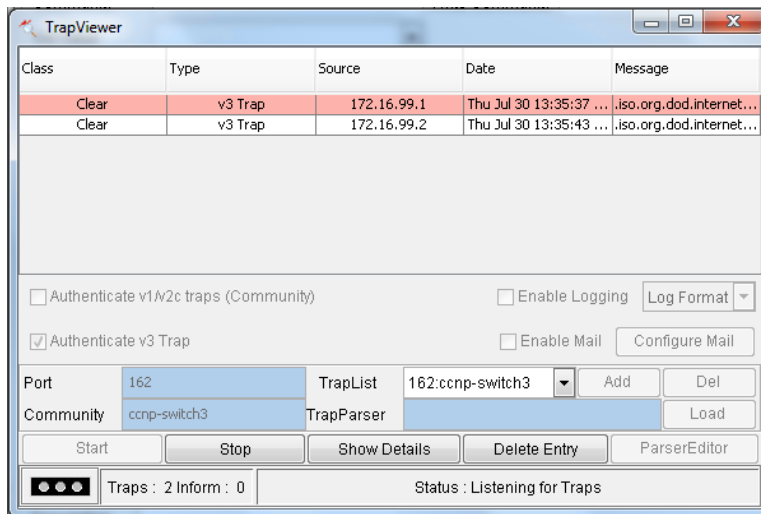 TrapViewer
Class Type Source Date Message
Clear v3 Trap 172.16.99.1 Thu Jul 30 13:35:37 ... .iso.org.dod.internet...
Clear v3 Trap 172.16.99.2 Thu Jul 30 13:35:43 ... .iso.org.dod.internet...
Authenticate v1/v2c traps (Community) Enable Logging Log Format
Authenticate v3 Trap Enable Mail Configure Mail
Port 162 TrapList 162:ccnp-switch3 Add Del
Community ccnp-switch3 TrapParser Load
Start Stop Show Details Delete Entry ParserEditor
Traps : 2 Inform : 0 Status : Listening for Traps